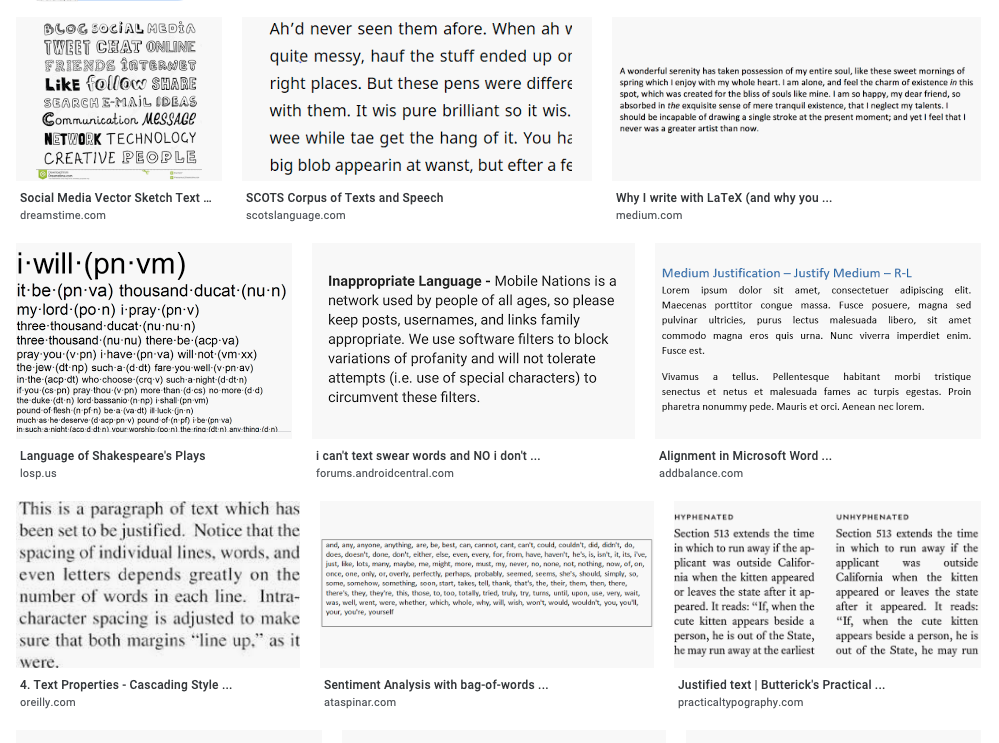 BLOG SOCIAL MEDIA
TWEET CHAT ONLINE
FRIENDS INTERNET
LIKE follow SHARE
SEARCH E-MAIL IDEAS
Communication MESSAGE
NETWORK TECHNOLOGY
CREATIVE PEOPLE
Social Media Vector Sketch Text ...
dreamstime.com
Ah'd never seen them afore. When ah w
quite messy, hauf the stuff ended up or
right places. But these pens were differe
with them. It wis pure brilliant so it wis.
wee while tae get the hang of it. You ha
big blob appearin at wanst, but efter a fe
SCOTS Corpus of Texts and Speech
scotslanguage.com
A wonderful serenity has taken possession of my entire soul, like these sweet mornings of
spring which I enjoy with my whole heart. I am alone, and feel the charm of existence in this
spot, which was created for the bliss of souls like mine. I am so happy, my dear friend, so
absorbed in the exquisite sense of mere tranquil existence, that I neglect my talents. I
should be incapable of drawing a single stroke at the present moment; and yet I feel that I
never was a greater artist than now.
Why I write with LaTeX (and why you ...
medium.com
i·will·(pn·vm)
it·be·(pn·va) thousand·ducat·(nu·n)
my·lord·(po·n) i·pray·(pn·v)
three·thousand·ducat·(nu·nu·n)
three·thousand·(nu·nu) there·be·(acp·va)
pray·you·(v·pn) i·have·(pn·va) will·not·(vm·xx)
the·jew·(dt·np) such·a·(d·dt) fare·you·well·(v·pn·av)
in·the·(acp·dt) who·choose·(crq·v) such·a·night·(d·dt·n)
if·you·(cs·pn) pray·thou·(v·pn) more·than·(d·cs) no·more·(d·d)
the·duke·(dt·n) lord·bassanio·(n·np) i·shall·(pn·vm)
pound·of·flesh·(n·pf·n) be·a·(va·dt) ill·luck·(jn·n)
much·as·he·deserve·(d·acp·pn·v) pound·of·(n·pf) i·be·(pn·va)
in·such·a·night·(acp·d·dt·n) your·worship·(po·n) the·ring·(dt·n) any·thing·(d·n)
Language of Shakespeare's Plays
losp.us
Inappropriate Language - Mobile Nations is a
network used by people of all ages, so please
keep posts, usernames, and links family
appropriate. We use software filters to block
variations of profanity and will not tolerate
attempts (i.e. use of special characters) to
circumvent these filters.
i can't text swear words and NO i don't ...
forums.androidcentral.com
Medium Justification – Justify Medium – R-L
Lorem ipsum dolor sit amet, consectetuer adipiscing elit.
Maecenas porttitor congue massa. Fusce posuere, magna sed
pulvinar ultricies, purus lectus malesuada libero, sit amet
commodo magna eros quis urna. Nunc viverra imperdiet enim.
Fusce est.
Vivamus a tellus. Pellentesque habitant morbi tristique
senectus et netus et malesuada fames ac turpis egestas. Proin
pharetra nonummy pede. Mauris et orci. Aenean nec lorem.
Alignment in Microsoft Word ...
addbalance.com
This is a paragraph of text which has
been set to be justified. Notice that the
spacing of individual lines, words, and
even letters depends greatly on the
number of words in each line. Intra-
character spacing is adjusted to make
sure that both margins “line up,” as it
were.
4. Text Properties - Cascading Style ...
oreilly.com
and, any, anyone, anything, are, be, best, can, cannot, cant, can't, could, couldn't, did, didn't, do,
does, doesn't, done, don't, either, else, even, every, for, from, have, haven't, he's, is, isn't, it, its, i've,
just, like, lots, many, maybe, me, might, more, must, my, never, no, none, not, nothing, now, of, on,
once, one, only, or, overly, perfectly, perhaps, probably, seemed, seems, she's, should, simply, so,
some, somehow, something, soon, start, takes, tell, thank, that's, the, their, them, then, there,
there's, they, they're, this, those, to, too, totally, tried, truly, try, turns, until, upon, use, very, wait,
was, well, went, were, whether, which, whole, why, will, wish, won't, would, wouldn't, you, you'll,
your, you're, yourself
Sentiment Analysis with bag-of-words ...
ataspinar.com
HYPHENATED
Section 513 extends the time
in which to run away if the ap-
plicant was outside Califor-
nia when the kitten appeared
or leaves the state after it ap-
peared. It reads: “If, when the
cute kitten appears beside a
person, he is out of the State,
he may run away at the earliest
UNHYPHENATED
Section 513 extends the time
in which to run away if the
applicant was outside
California when the kitten
appeared or leaves the state
after it appeared. It reads:
“If, when the cute kitten
appears beside a person, he is
out of the State, he may run
Justified text | Butterick's Practical ...
practicaltypography.com